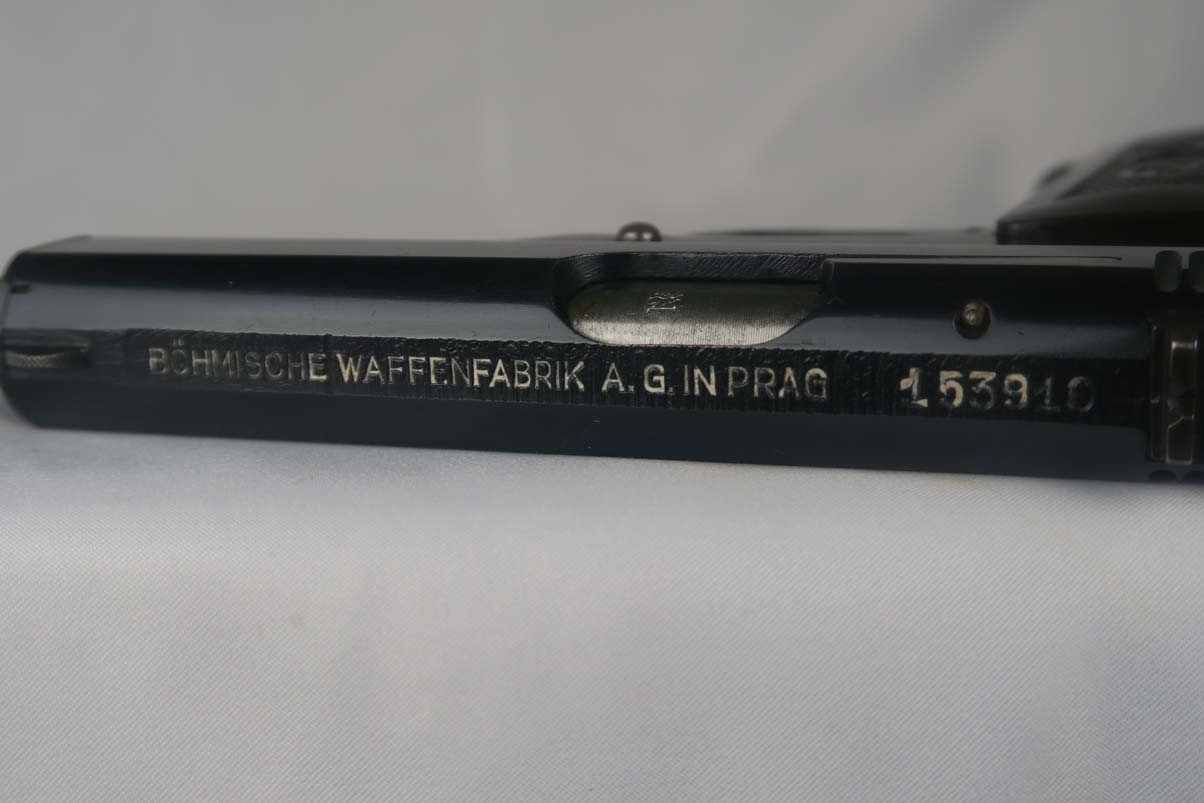 BÖHMISCHE WAFFENFABRIK A.G. IN PRAG 153910